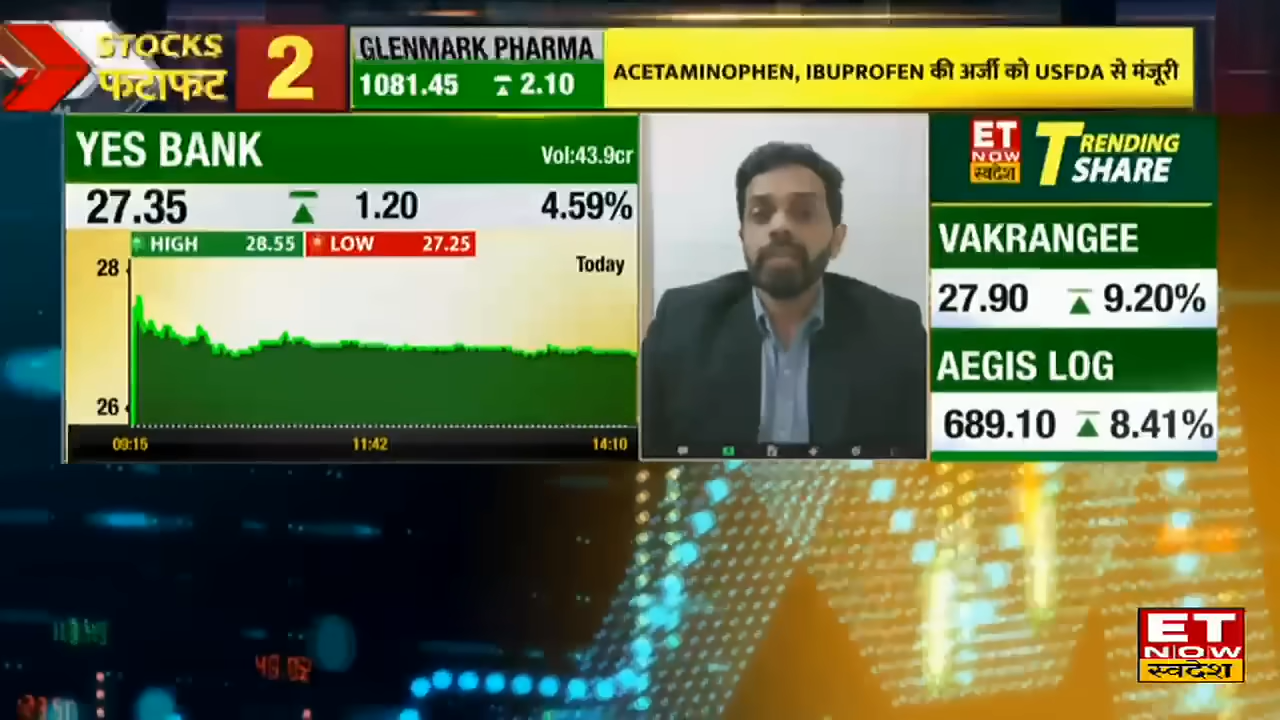 STOCKS
फटाफट
2
GLENMARK PHARMA
1081.45 2.10
ACETAMINOPHEN, IBUPROFEN की अर्जी को USFDA से मंजूरी
YES BANK
Vol:43.9cr
27.35 1.20 4.59%
HIGH 28.55 LOW 27.25
Today
28
26
09:15 11:42 14:10
ET
NOW
स्वदेश
TRENDING
SHARE
VAKRANGEE
27.90 9.20%
AEGIS LOG
689.10 8.41%
ET
NOW
स्वदेश